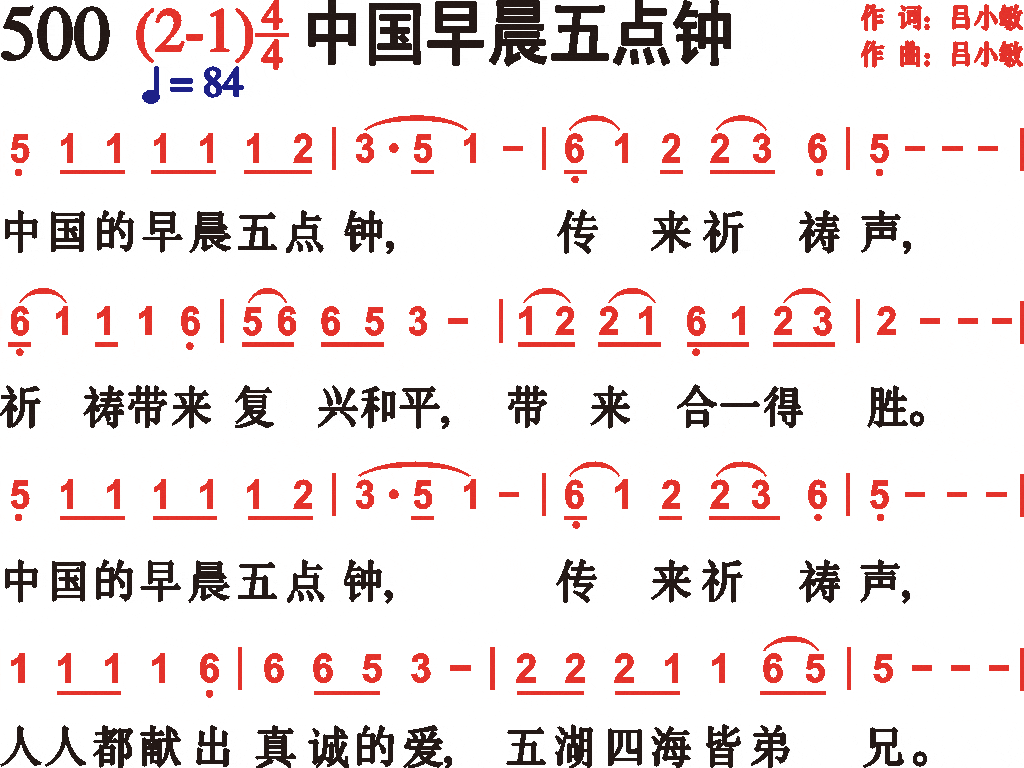 500 (2-1) 4/4 中国早晨五点钟 作 词: 吕小敏
♩= 84 作 曲: 吕小敏
5 1 1 1 1 1 2 | 3 · 5 1 - | 6 1 2 2 3 6 | 5 - - - |
中国的早晨五点 钟, 传 来祈 祷 声,
6 1 1 1 6 | 5 6 6 5 3 - | 1 2 2 1 6 1 2 3 | 2 - - - |
祈 祷带来 复 兴和平, 带 来 合一得 胜。
5 1 1 1 1 1 2 | 3 · 5 1 - | 6 1 2 2 3 6 | 5 - - - |
中国的早晨五点 钟, 传 来祈 祷 声,
1 1 1 1 6 | 6 6 5 3 - | 2 2 2 1 1 6 5 | 5 - - - |
人人都献出 真诚的爱, 五湖四海皆弟 兄。